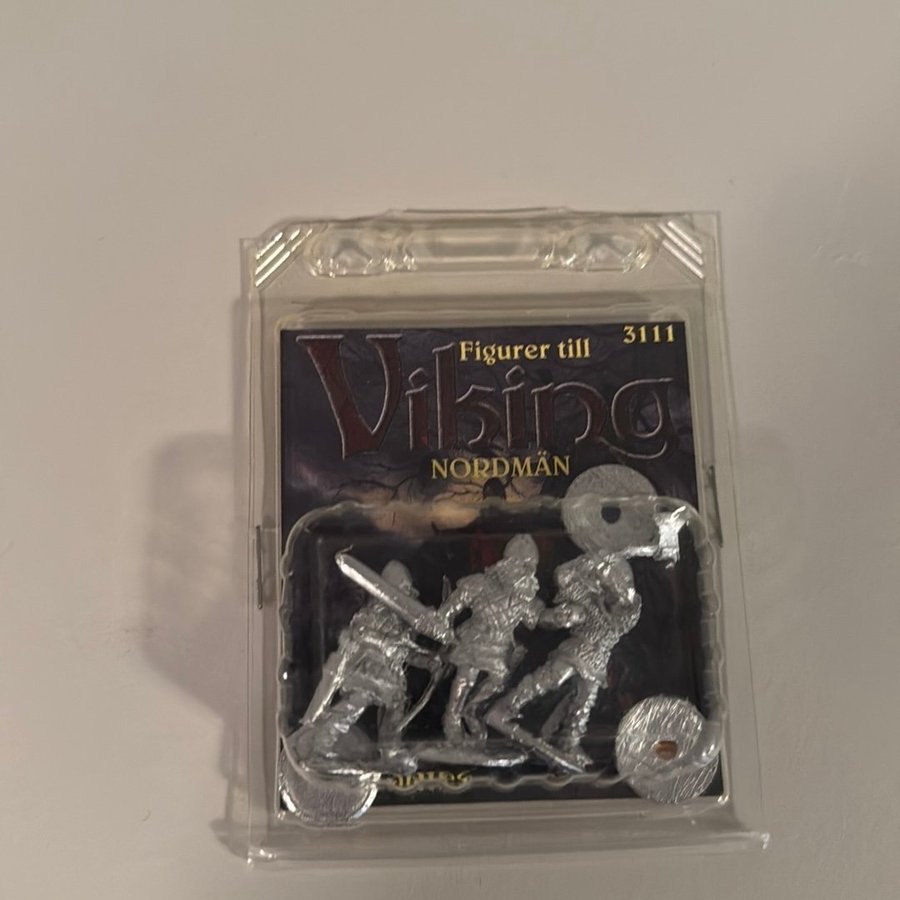 Figurer till
3111
Viking
NORDMÄN